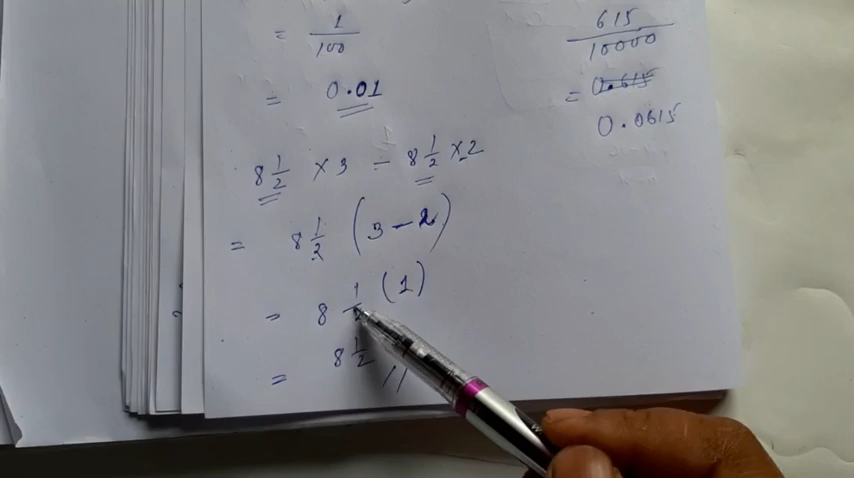 = 1/100
= 0.01
615/10000
= 0.615
0.0615
8 1/2 × 3 - 8 1/2 × 2
= 8 1/2 (3 - 2)
= 8 1/2 (1)
= 8 1/2 //